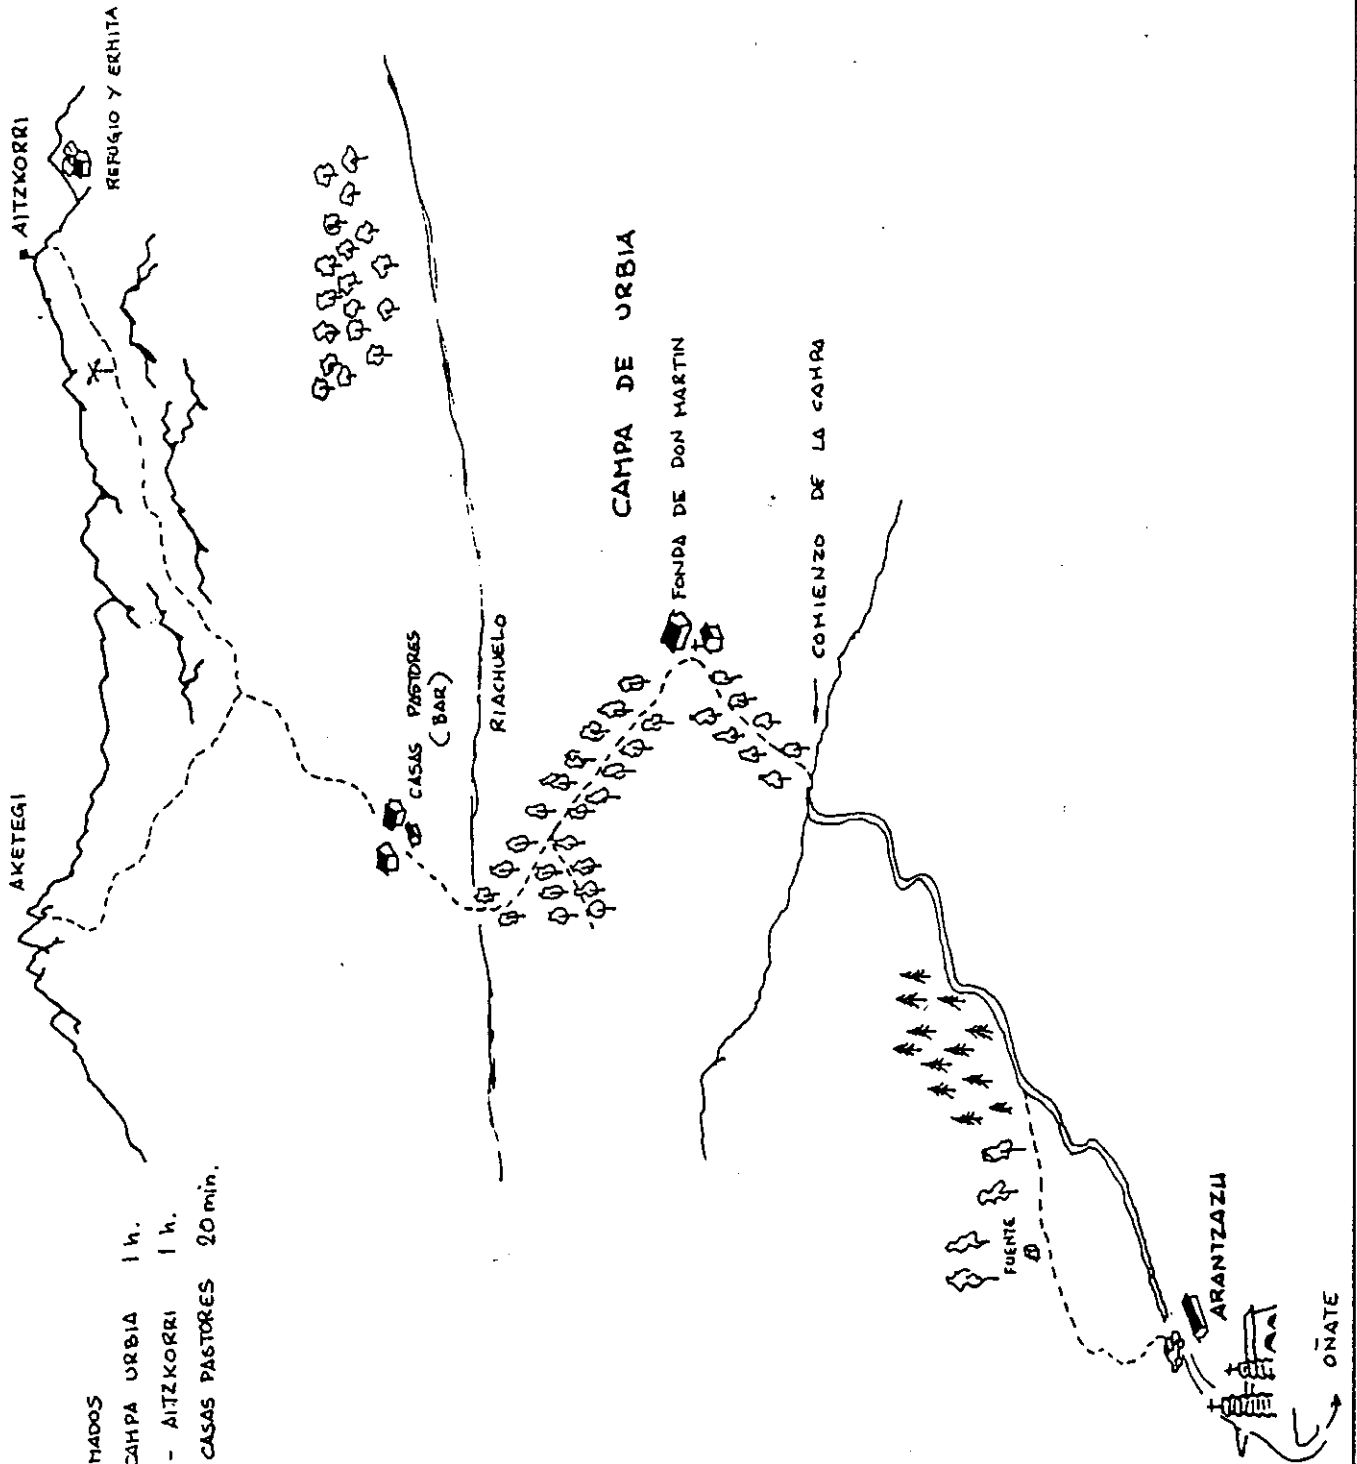 AITZKORRI
REFUGIO Y ERMITA
AKETEGI
CASAS PASTORES
(BAR)
RIACHUELO
CAMPA DE URBIA
FONDA DE DON MARTIN
COMIENZO DE LA CAMPA
FUENTE
ARANTZAZU
OÑATE
MADOS
CAMPA URBIA 1 h.
- AITZKORRI 1 h.
CASAS PASTORES 20 min.